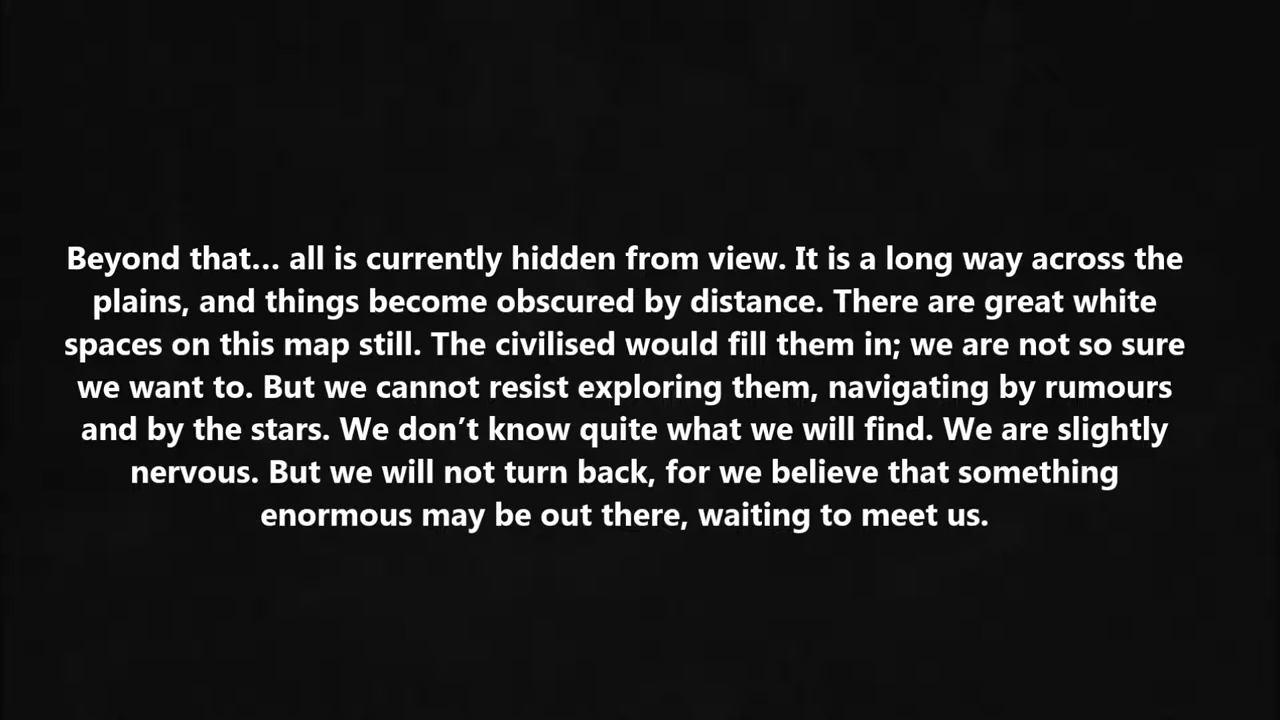 Beyond that… all is currently hidden from view. It is a long way across the
plains, and things become obscured by distance. There are great white
spaces on this map still. The civilised would fill them in; we are not so sure
we want to. But we cannot resist exploring them, navigating by rumours
and by the stars. We don’t know quite what we will find. We are slightly
nervous. But we will not turn back, for we believe that something
enormous may be out there, waiting to meet us.